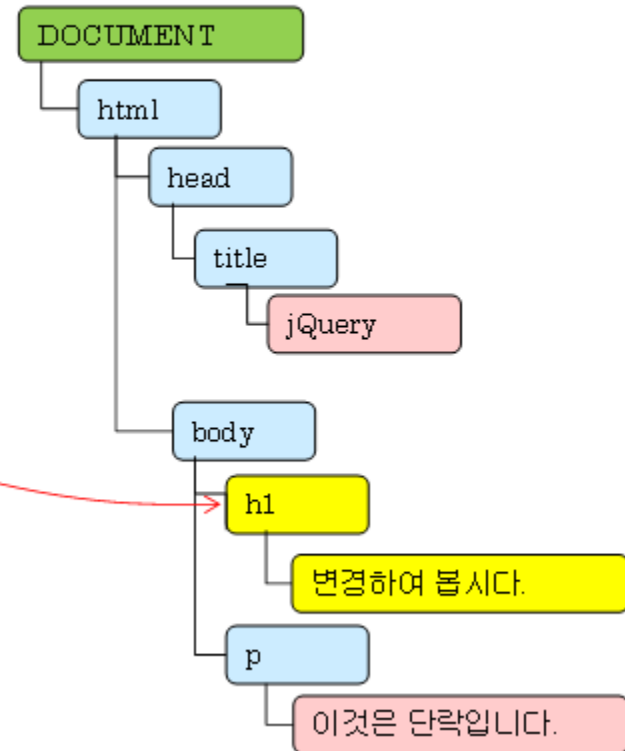 DOCUMENT
html
head
title
jQuery
body
h1
변경하여 봅시다.
p
이것은 단락입니다.